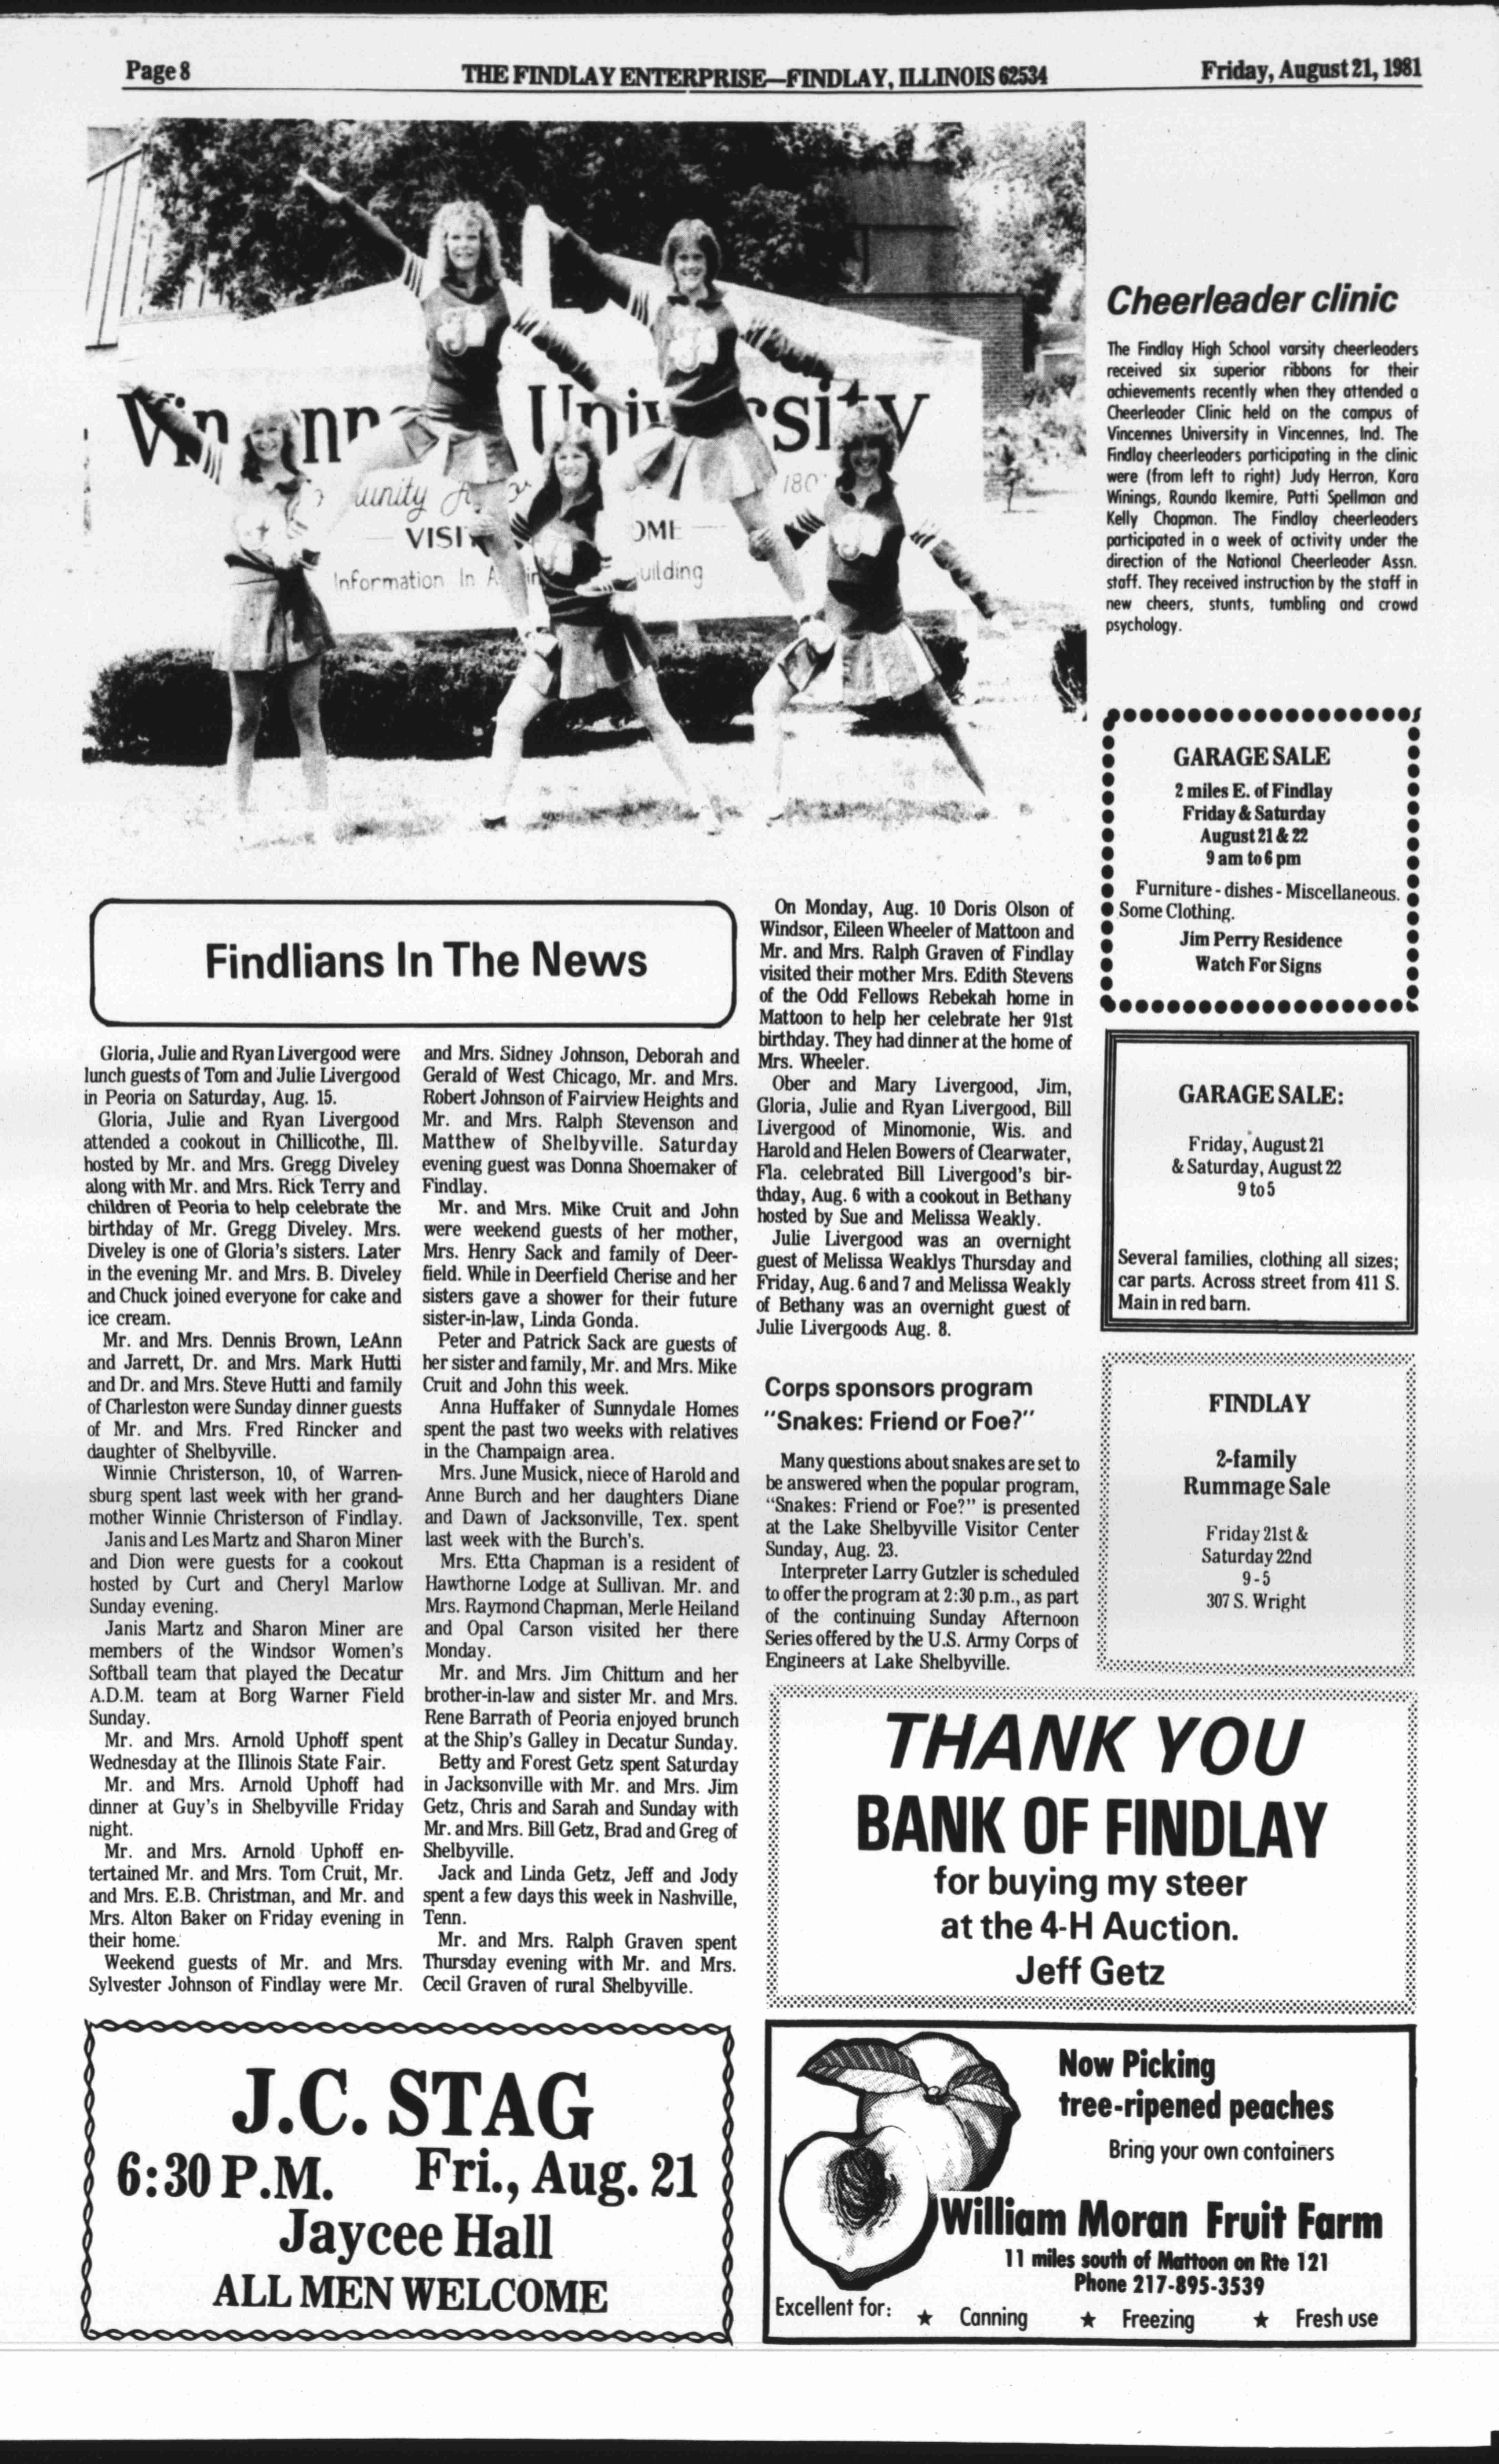 Page 8
THE FINDLAY ENTERPRISE—FINDLAY, ILLINOIS 62534
Friday, August 21, 1981
VISIT
Information In
uilding
Cheerleader clinic
The Findlay High School varsity cheerleaders
received six superior ribbons for their
achievements recently when they attended a
Cheerleader Clinic held on the campus of
Vincennes University in Vincennes, Ind. The
Findlay cheerleaders participating in the clinic
were (from left to right) Judy Herron, Kara
Winings, Raunda Ikemire, Patti Spellman and
Kelly Chapman. The Findlay cheerleaders
participated in a week of activity under the
direction of the National Cheerleader Assn.
staff. They received instruction by the staff in
new cheers, stunts, tumbling and crowd
psychology.
GARAGE SALE
2 miles E. of Findlay
Friday & Saturday
August 21 & 22
9 am to 6 pm
Furniture - dishes - Miscellaneous.
Some Clothing.
Jim Perry Residence
Watch For Signs
GARAGE SALE:
Friday, August 21
& Saturday, August 22
9 to 5
Several families, clothing all sizes;
car parts. Across street from 411 S.
Main in red barn.
FINDLAY
2-family
Rummage Sale
Friday 21st &
Saturday 22nd
9 - 5
307 S. Wright
Findlians In The News
Gloria, Julie and Ryan Livergood were
lunch guests of Tom and Julie Livergood
in Peoria on Saturday, Aug. 15.
Gloria, Julie and Ryan Livergood
attended a cookout in Chillicothe, Ill.
hosted by Mr. and Mrs. Gregg Diveley
along with Mr. and Mrs. Rick Terry and
children of Peoria to help celebrate the
birthday of Mr. Gregg Diveley. Mrs.
Diveley is one of Gloria's sisters. Later
in the evening Mr. and Mrs. B. Diveley
and Chuck joined everyone for cake and
ice cream.
Mr. and Mrs. Dennis Brown, LeAnn
and Jarrett, Dr. and Mrs. Mark Hutti
and Dr. and Mrs. Steve Hutti and family
of Charleston were Sunday dinner guests
of Mr. and Mrs. Fred Rincker and
daughter of Shelbyville.
Winnie Christerson, 10, of Warren-
sburg spent last week with her grand-
mother Winnie Christerson of Findlay.
Janis and Les Martz and Sharon Miner
and Dion were guests for a cookout
hosted by Curt and Cheryl Marlow
Sunday evening.
Janis Martz and Sharon Miner are
members of the Windsor Women's
Softball team that played the Decatur
A.D.M. team at Borg Warner Field
Sunday.
Mr. and Mrs. Arnold Uphoff spent
Wednesday at the Illinois State Fair.
Mr. and Mrs. Arnold Uphoff had
dinner at Guy's in Shelbyville Friday
night.
Mr. and Mrs. Arnold Uphoff en-
tertained Mr. and Mrs. Tom Cruit, Mr.
and Mrs. E.B. Christman, and Mr. and
Mrs. Alton Baker on Friday evening in
their home.
Weekend guests of Mr. and Mrs.
Sylvester Johnson of Findlay were Mr.
and Mrs. Sidney Johnson, Deborah and
Gerald of West Chicago, Mr. and Mrs.
Robert Johnson of Fairview Heights and
Mr. and Mrs. Ralph Stevenson and
Matthew of Shelbyville. Saturday
evening guest was Donna Shoemaker of
Findlay.
Mr. and Mrs. Mike Cruit and John
were weekend guests of her mother,
Mrs. Henry Sack and family of Deer-
field. While in Deerfield Cherise and her
sisters gave a shower for their future
sister-in-law, Linda Gonda.
Peter and Patrick Sack are guests of
her sister and family, Mr. and Mrs. Mike
Cruit and John this week.
Anna Huffaker of Sunnydale Homes
spent the past two weeks with relatives
in the Champaign area.
Mrs. June Musick, niece of Harold and
Anne Burch and her daughters Diane
and Dawn of Jacksonville, Tex. spent
last week with the Burch's.
Mrs. Etta Chapman is a resident of
Hawthorne Lodge at Sullivan. Mr. and
Mrs. Raymond Chapman, Merle Heiland
and Opal Carson visited her there
Monday.
Mr. and Mrs. Jim Chittum and her
brother-in-law and sister Mr. and Mrs.
Rene Barrath of Peoria enjoyed brunch
at the Ship's Galley in Decatur Sunday.
Betty and Forest Getz spent Saturday
in Jacksonville with Mr. and Mrs. Jim
Getz, Chris and Sarah and Sunday with
Mr. and Mrs. Bill Getz, Brad and Greg of
Shelbyville.
Jack and Linda Getz, Jeff and Jody
spent a few days this week in Nashville,
Tenn.
Mr. and Mrs. Ralph Graven spent
Thursday evening with Mr. and Mrs.
Cecil Graven of rural Shelbyville.
On Monday, Aug. 10 Doris Olson of
Windsor, Eileen Wheeler of Mattoon and
Mr. and Mrs. Ralph Graven of Findlay
visited their mother Mrs. Edith Stevens
of the Odd Fellows Rebekah home in
Mattoon to help her celebrate her 91st
birthday. They had dinner at the home of
Mrs. Wheeler.
Ober and Mary Livergood, Jim,
Gloria, Julie and Ryan Livergood, Bill
Livergood of Minomonie, Wis. and
Harold and Helen Bowers of Clearwater,
Fla. celebrated Bill Livergood's bir-
thday, Aug. 6 with a cookout in Bethany
hosted by Sue and Melissa Weakly.
Julie Livergood was an overnight
guest of Melissa Weaklys Thursday and
Friday, Aug. 6 and 7 and Melissa Weakly
of Bethany was an overnight guest of
Julie Livergoods Aug. 8.
Corps sponsors program
"Snakes: Friend or Foe?"
Many questions about snakes are set to
be answered when the popular program,
"Snakes: Friend or Foe?" is presented
at the Lake Shelbyville Visitor Center
Sunday, Aug. 23.
Interpreter Larry Gutzler is scheduled
to offer the program at 2:30 p.m., as part
of the continuing Sunday Afternoon
Series offered by the U.S. Army Corps of
Engineers at Lake Shelbyville.
THANK YOU
BANK OF FINDLAY
for buying my steer
at the 4-H Auction.
Jeff Getz
J.C. STAG
6:30 P.M. Fri., Aug. 21
Jaycee Hall
ALL MEN WELCOME
Now Picking
tree-ripened peaches
Bring your own containers
William Moran Fruit Farm
11 miles south of Mattoon on Rte 121
Phone 217-895-3539
Excellent for: ★ Canning ★ Freezing ★ Fresh use